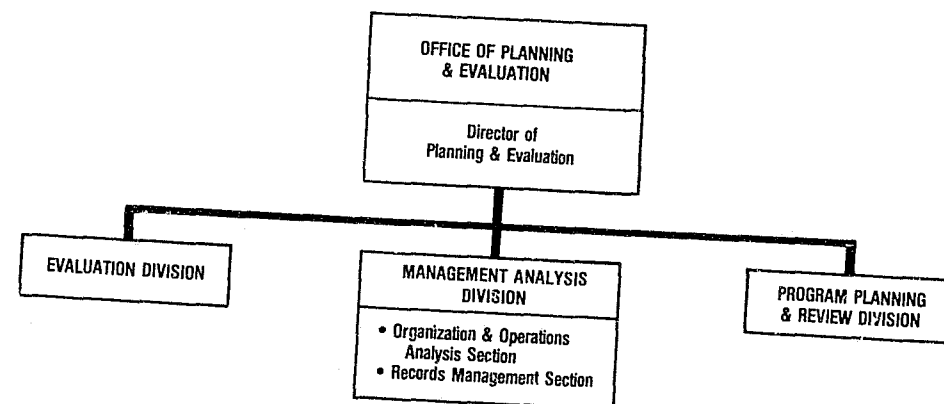 OFFICE OF PLANNING
& EVALUATION
Director of
Planning & Evaluation
EVALUATION DIVISION
MANAGEMENT ANALYSIS
DIVISION
• Organization & Operations
Analysis Section
• Records Management Section
PROGRAM PLANNING
& REVIEW DIVISION